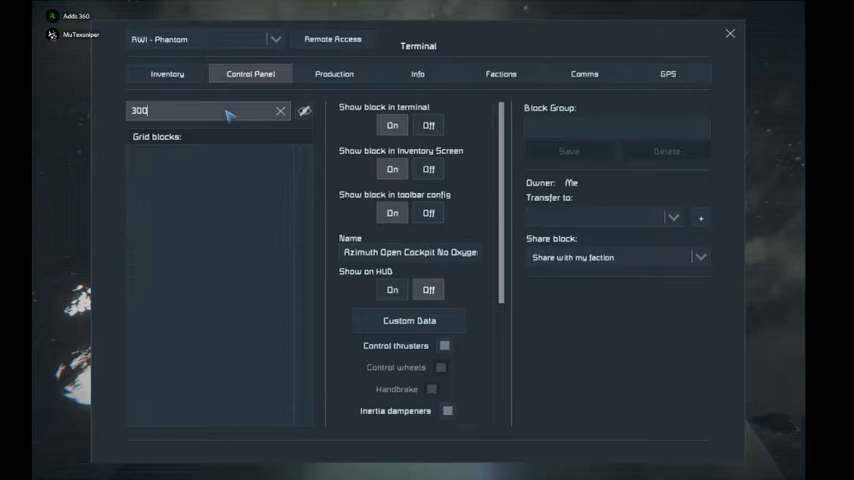 Adds 360
MuTexsniper
RWI - Phantom
Remote Access
Terminal
Inventory
Control Panel
Production
Info
Factions
Comms
GPS
300
Grid blocks:
Show block in terminal
On Off
Show block in Inventory Screen
On Off
Show block in toolbar config
On Off
Name
Azimuth Open Cockpit No Oxyge
Show on HUD
On Off
Custom Data
Control thrusters
Control wheels
Handbrake
Inertia dampeners
Block Group:
Save Delete
Owner: Me
Transfer to:
+
Share block:
Share with my faction